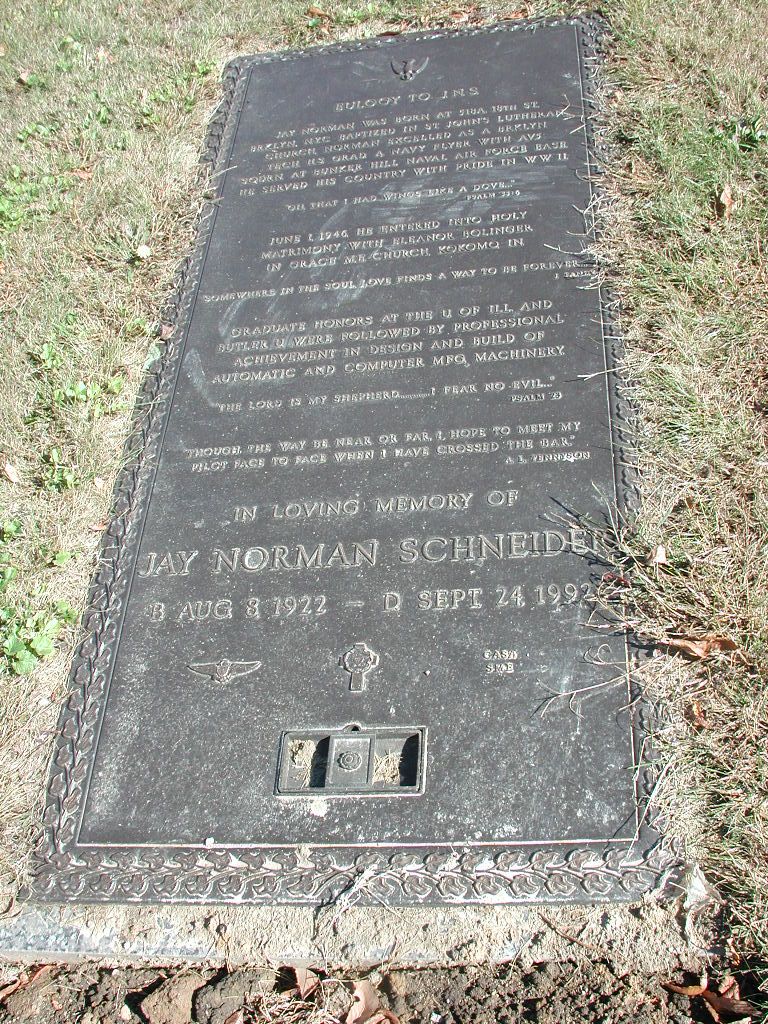 EULOGY TO J N S
JAY NORMAN WAS BORN AT 518A, 18TH ST.
BRKLYN, NYC. BAPTIZED IN ST JOHN'S LUTHERAN
CHURCH, NORMAN EXCELLED AS A BRKLYN
TECH H'S GRAD A NAVY FLYER WITH AVS
SQDRN AT BUNKER HILL NAVAL AIR FORCE BASE
HE SERVED HIS COUNTRY WITH PRIDE IN WW II.
"OH, THAT I HAD WINGS LIKE A DOVE..."
PSALM
JUNE 1, 1946, HE ENTERED INTO HOLY
MATRIMONY WITH ELEANOR BOLINGER
IN GRACE M.E. CHURCH, KOKOMO, IN
SOMEWHERE IN THE SOUL, LOVE FINDS A WAY TO BE FOREVER...
GRADUATE HONORS AT THE U OF ILL. AND
BUTLER U WERE FOLLOWED BY PROFESSIONAL
ACHIEVEMENT IN DESIGN AND BUILD OF
AUTOMATIC AND COMPUTER MFG. MACHINERY.
"THE LORD IS MY SHEPHERD...........I FEAR NO EVIL..."
PSALM '23
"THOUGH THE WAY BE NEAR OR FAR, I, HOPE TO MEET MY
PILOT FACE TO FACE WHEN I HAVE CROSSED THE BAR."
A. L. TENNYSON
IN LOVING MEMORY OF
JAY NORMAN SCHNEIDER
B AUG 8, 1922 - D SEPT 24, 1992
SME